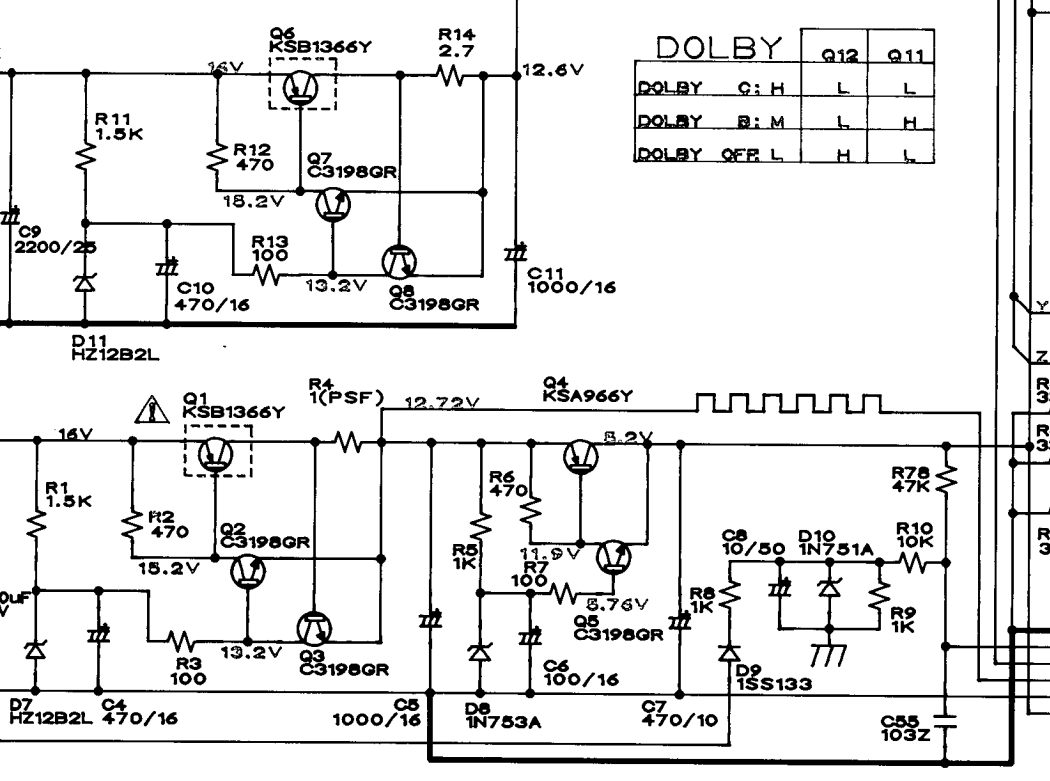 Q6
KSB1366Y
R14
2.7
16V
12.6V
R11
1.5K
R12
470
Q7
C3198GR
18.2V
C9
2200/25
R13
100
C10
470/16
13.2V
Q8
C3198GR
C11
1000/16
D11
HZ12B2L
DOLBY Q12 Q11
DOLBY C: H L L
DOLBY B: M L H
DOLBY OFF: L H L
Y
Z
Q1
KSB1366Y
R4
1(PSF)
12.72V
Q4
KSA966Y
16V
5.2V
R1
1.5K
R2
470
Q2
C3198GR
15.2V
R3
100
13.2V
Q3
C3198GR
D7
HZ12B2L
C4
470/16
C5
1000/16
R6
470
R5
1K
11.9V
R7
100
5.76V
Q5
C3198GR
C6
100/16
D8
1N753A
C7
470/10
C8
10/50
D10
1N751A
R10
10K
R78
47K
R8
1K
R9
1K
D9
1SS133
C55
103Z